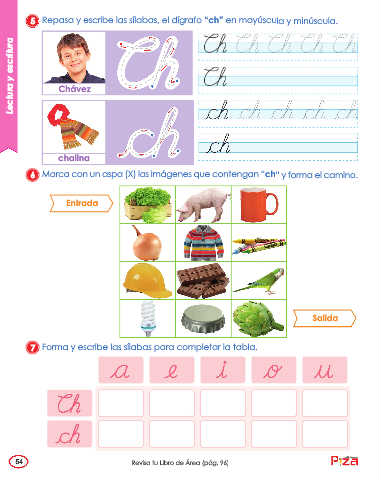 Lectura y escritura
5 Repasa y escribe las sílabas, el dígrafo "ch" en mayúscula y minúscula.
Chávez
Ch
Ch Ch Ch Ch Ch
Ch
chalina
ch
ch ch ch ch ch
ch
6 Marca con un aspa (X) las imágenes que contengan "ch" y forma el camino.
Entrada
Salida
7 Forma y escribe las sílabas para completar la tabla.
a e i o u
Ch
ch
54
Revisa tu Libro de Área (pág. 96)
Pizza